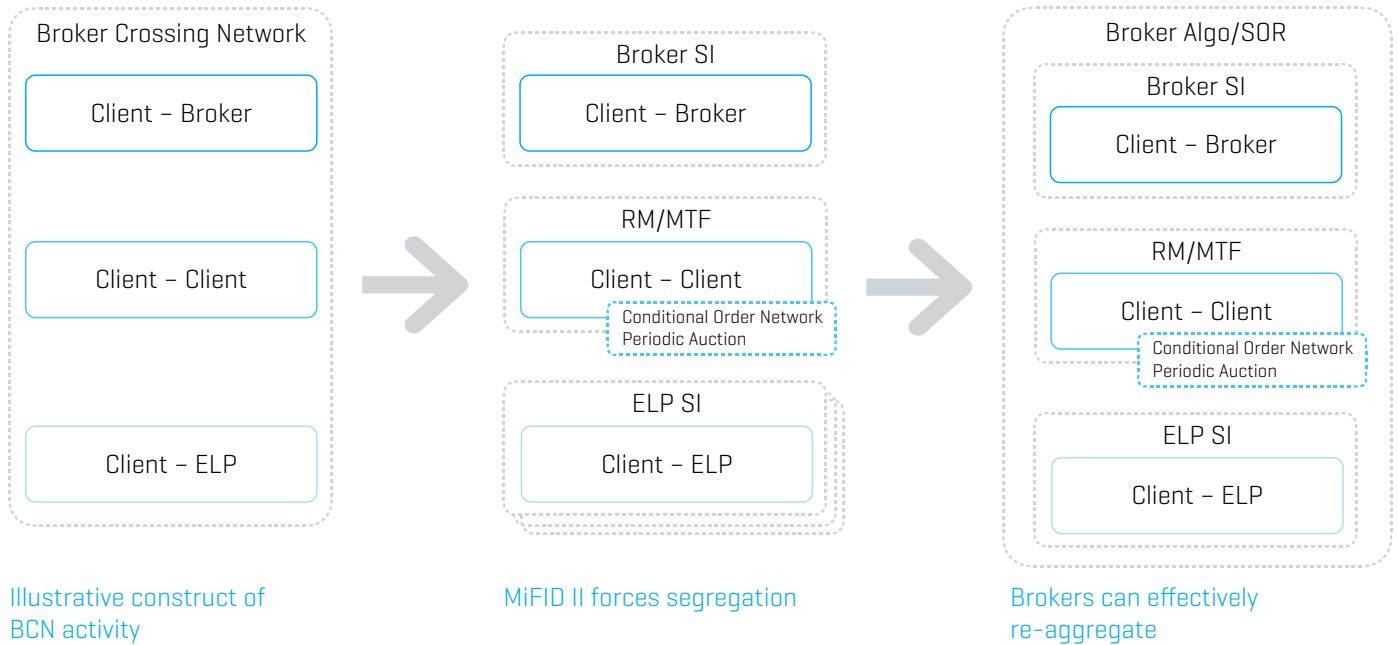 Broker Crossing Network
Client – Broker
Client – Client
Client – ELP
Illustrative construct of
BCN activity
Broker SI
Client – Broker
RM/MTF
Client – Client
Conditional Order Network
Periodic Auction
ELP SI
Client – ELP
MiFID II forces segregation
Broker Algo/SOR
Broker SI
Client – Broker
RM/MTF
Client – Client
Conditional Order Network
Periodic Auction
ELP SI
Client – ELP
Brokers can effectively
re-aggregate